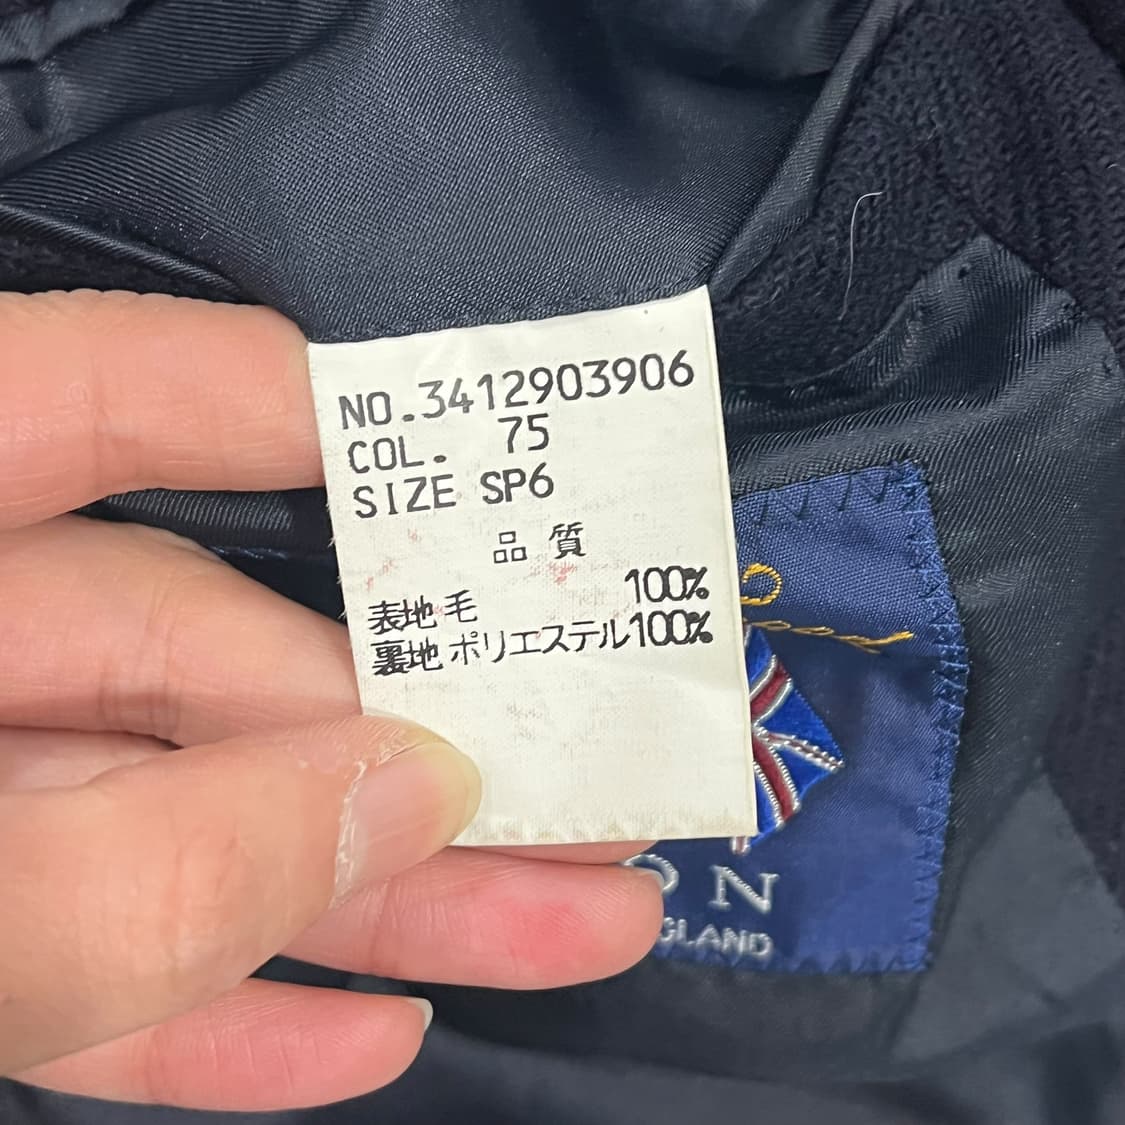 NO.3412903906
COL. 75
SIZE SP6
品質
表地 毛 100%
裏地 ポリエステル100%
ON
GLAND